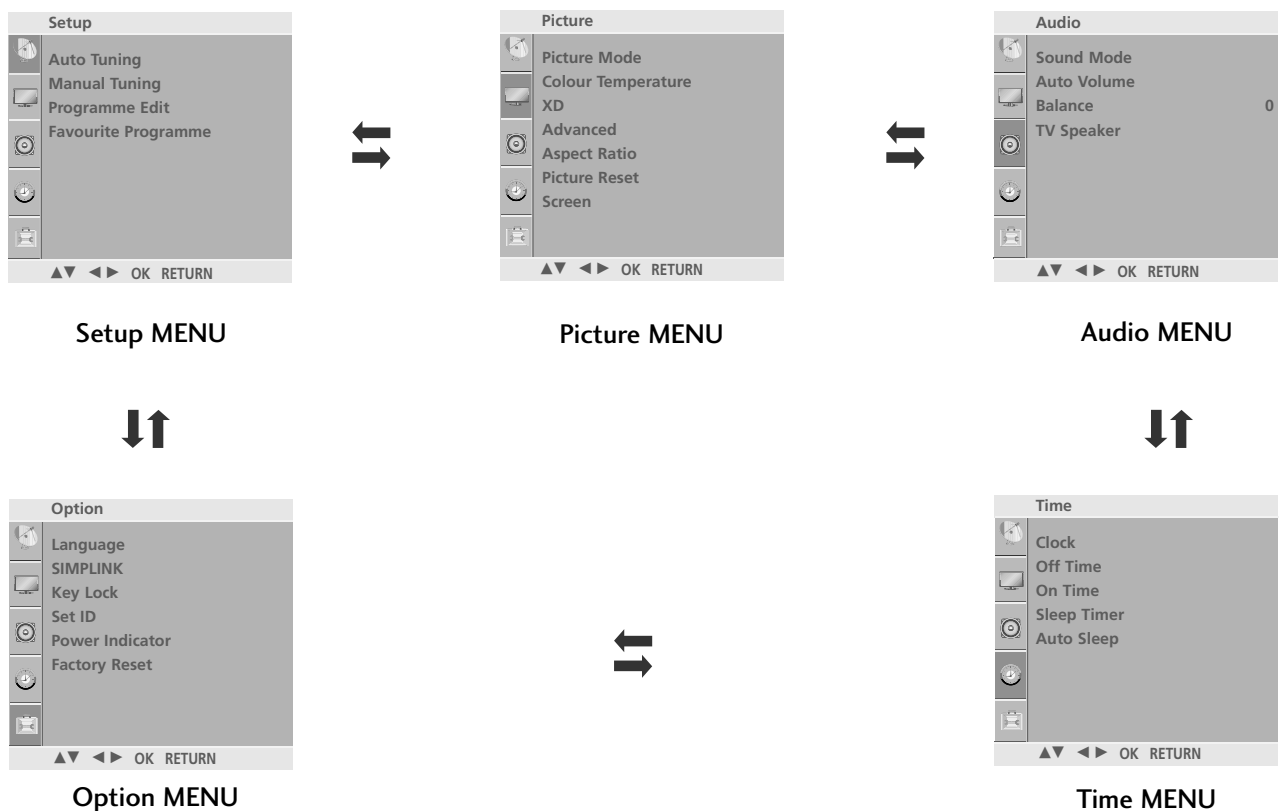 Setup
Auto Tuning
Manual Tuning
Programme Edit
Favourite Programme
▲▼ ◄► OK RETURN
Setup MENU
Picture
Picture Mode
Colour Temperature
XD
Advanced
Aspect Ratio
Picture Reset
Screen
▲▼ ◄► OK RETURN
Picture MENU
Audio
Sound Mode
Auto Volume
Balance 0
TV Speaker
▲▼ ◄► OK RETURN
Audio MENU
Option
Language
SIMPLINK
Key Lock
Set ID
Power Indicator
Factory Reset
▲▼ ◄► OK RETURN
Option MENU
Time
Clock
Off Time
On Time
Sleep Timer
Auto Sleep
▲▼ ◄► OK RETURN
Time MENU